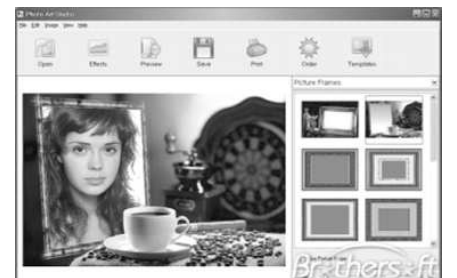 Photo Art Studio
File Edit Image View Help
Open Effects Preview Save Print Order Templates
Picture Frames
Brothersoft